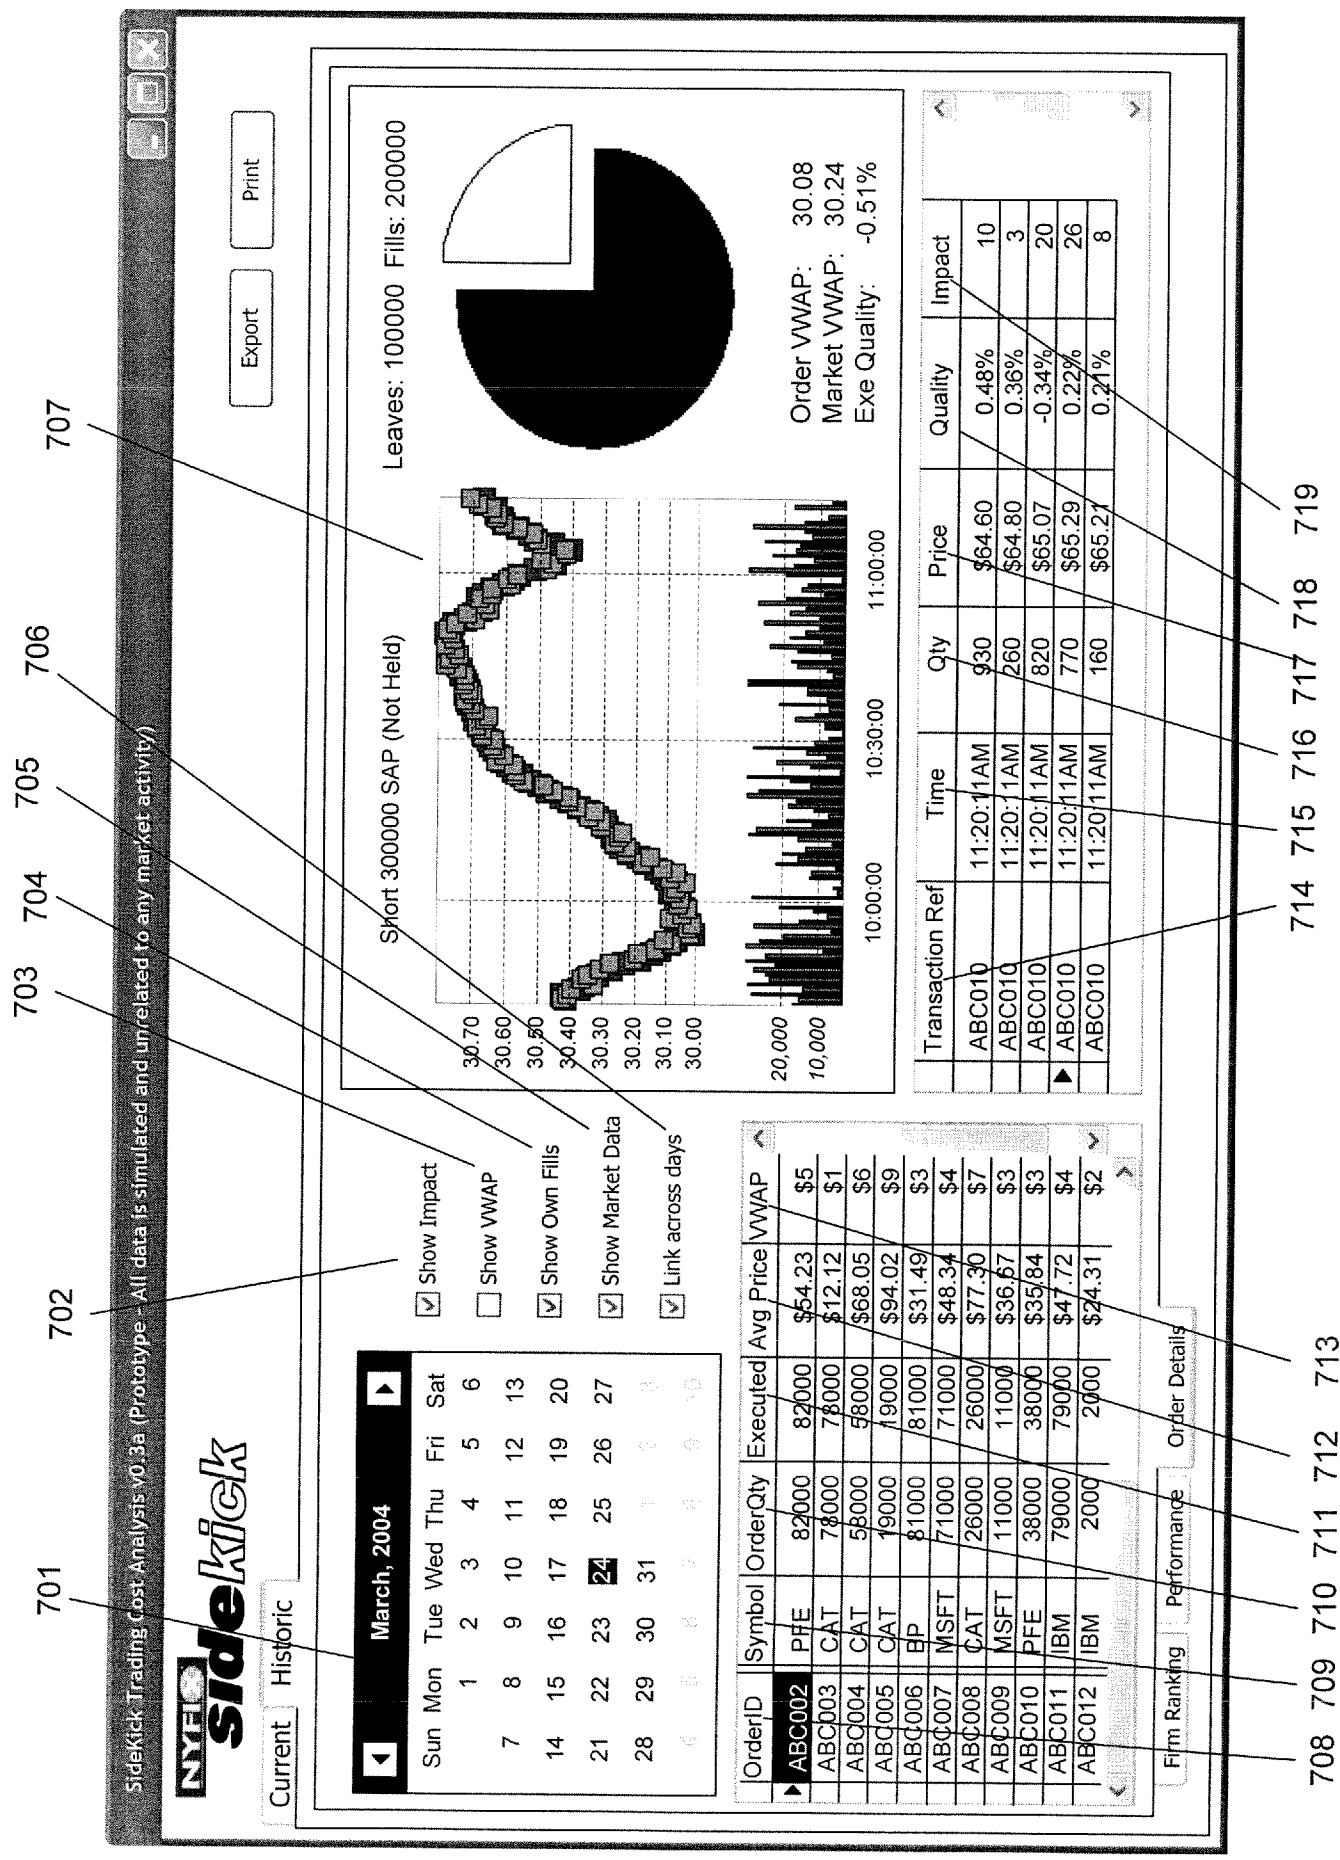 SideKick Trading Cost Analysis v0.3a (Prototype - All data is simulated and unrelated to any market activity)
NYFIX
sidekick
Export
Print
Current
Historic
701
702
703
704
705
706
707
March, 2004
Sun Mon Tue Wed Thu Fri Sat
1 2 3 4 5 6
7 8 9 10 11 12 13
14 15 16 17 18 19 20
21 22 23 24 25 26 27
28 29 30 31 1 2 3
4 5 6 7 8 9 10
Show Impact
Show VWAP
Show Own Fills
Show Market Data
Link across days
Short 30000 SAP (Not Held)
Leaves: 100000 Fills: 200000
30.70
30.60
30.50
30.40
30.30
30.20
30.10
30.00
20,000
10,000
10:00:00
10:30:00
11:00:00
Order VWAP: 30.08
Market VWAP: 30.24
Exe Quality: -0.51%
OrderID Symbol OrderQty Executed Avg Price VWAP
ABC002 PFE 82000 82000 $54.23 $5
ABC003 CAT 78000 78000 $12.12 $1
ABC004 CAT 58000 58000 $68.05 $6
ABC005 CAT 19000 19000 $94.02 $9
ABC006 BP 81000 81000 $31.49 $3
ABC007 MSFT 71000 71000 $48.34 $4
ABC008 CAT 26000 26000 $77.30 $7
ABC009 MSFT 11000 11000 $36.67 $3
ABC010 PFE 38000 38000 $35.84 $3
ABC011 IBM 79000 79000 $47.72 $4
ABC012 IBM 2000 2000 $24.31 $2
Transaction Ref Time Qty Price Quality Impact
ABC010 11:20:11AM 930 $64.60 0.48% 10
ABC010 11:20:11AM 260 $64.80 0.36% 3
ABC010 11:20:11AM 820 $65.07 -0.34% 20
ABC010 11:20:11AM 770 $65.29 0.22% 26
ABC010 11:20:11AM 160 $65.21 0.21% 8
Firm Ranking
Performance
Order Details
708
709
710
711
712
713
714
715
716
717
718
719